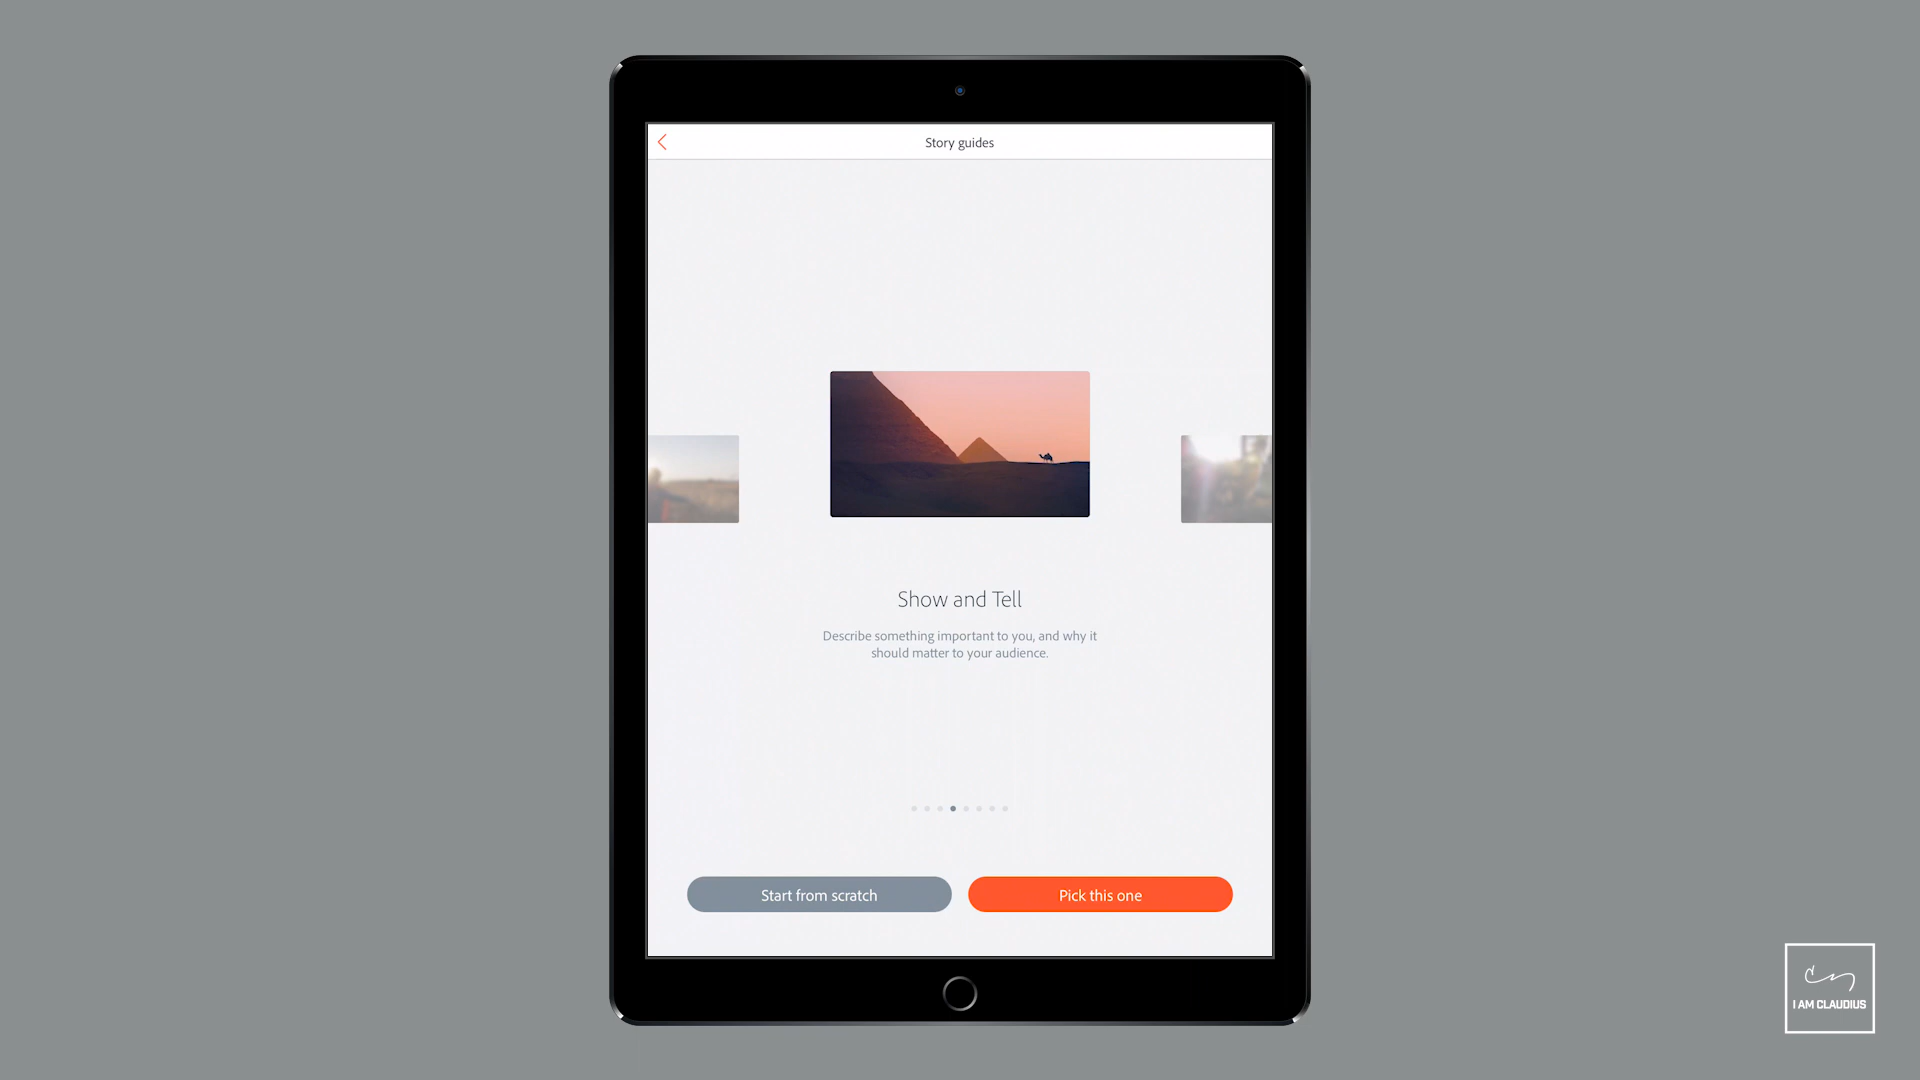 Story guides
Show and Tell
Describe something important to you, and why it
should matter to your audience.
Start from scratch
Pick this one
I AM CLAUDIUS